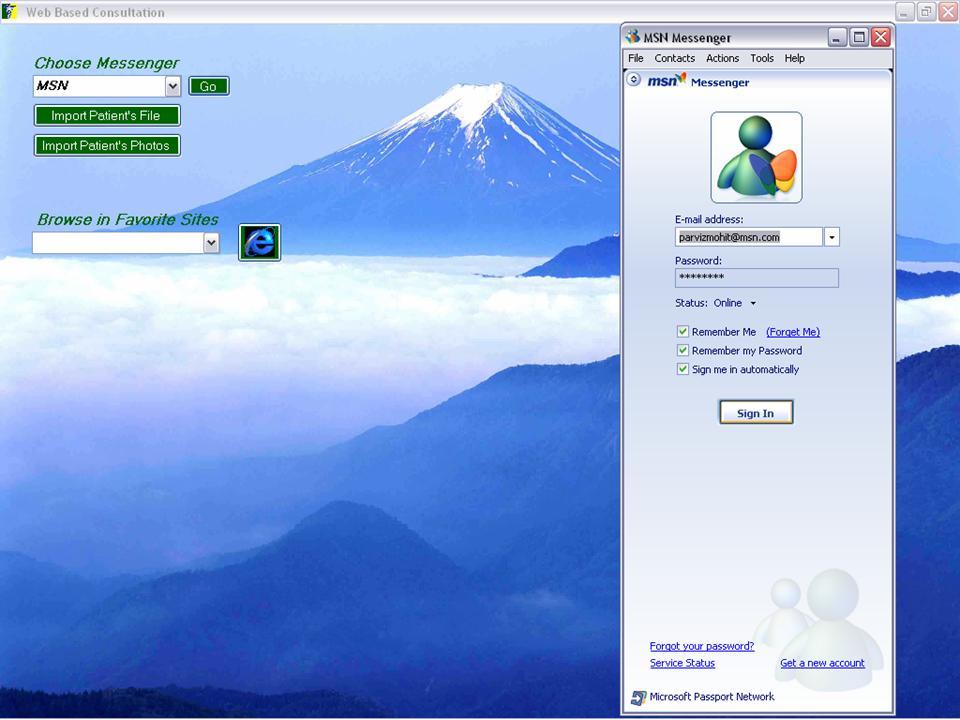 Web Based Consultation
Choose Messenger
MSN
Go
Import Patient's File
Import Patient's Photos
Browse in Favorite Sites
MSN Messenger
File Contacts Actions Tools Help
msn Messenger
E-mail address:
parvizmohit@msn.com
Password:
********
Status: Online
Remember Me (Forget Me)
Remember my Password
Sign me in automatically
Sign In
Forgot your password?
Service Status Get a new account
Microsoft Passport Network